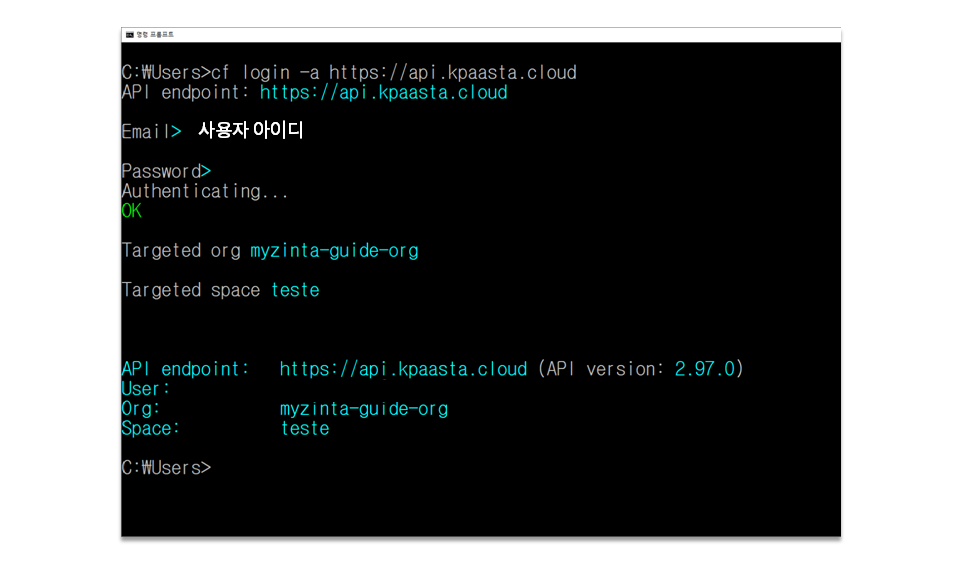 명령 프롬프트
C:₩Users>cf login -a https://api.kpaasta.cloud
API endpoint: https://api.kpaasta.cloud
Email> 사용자 아이디
Password>
Authenticating...
OK
Targeted org myzinta-guide-org
Targeted space teste
API endpoint: https://api.kpaasta.cloud (API version: 2.97.0)
User:
Org: myzinta-guide-org
Space: teste
C:₩Users>